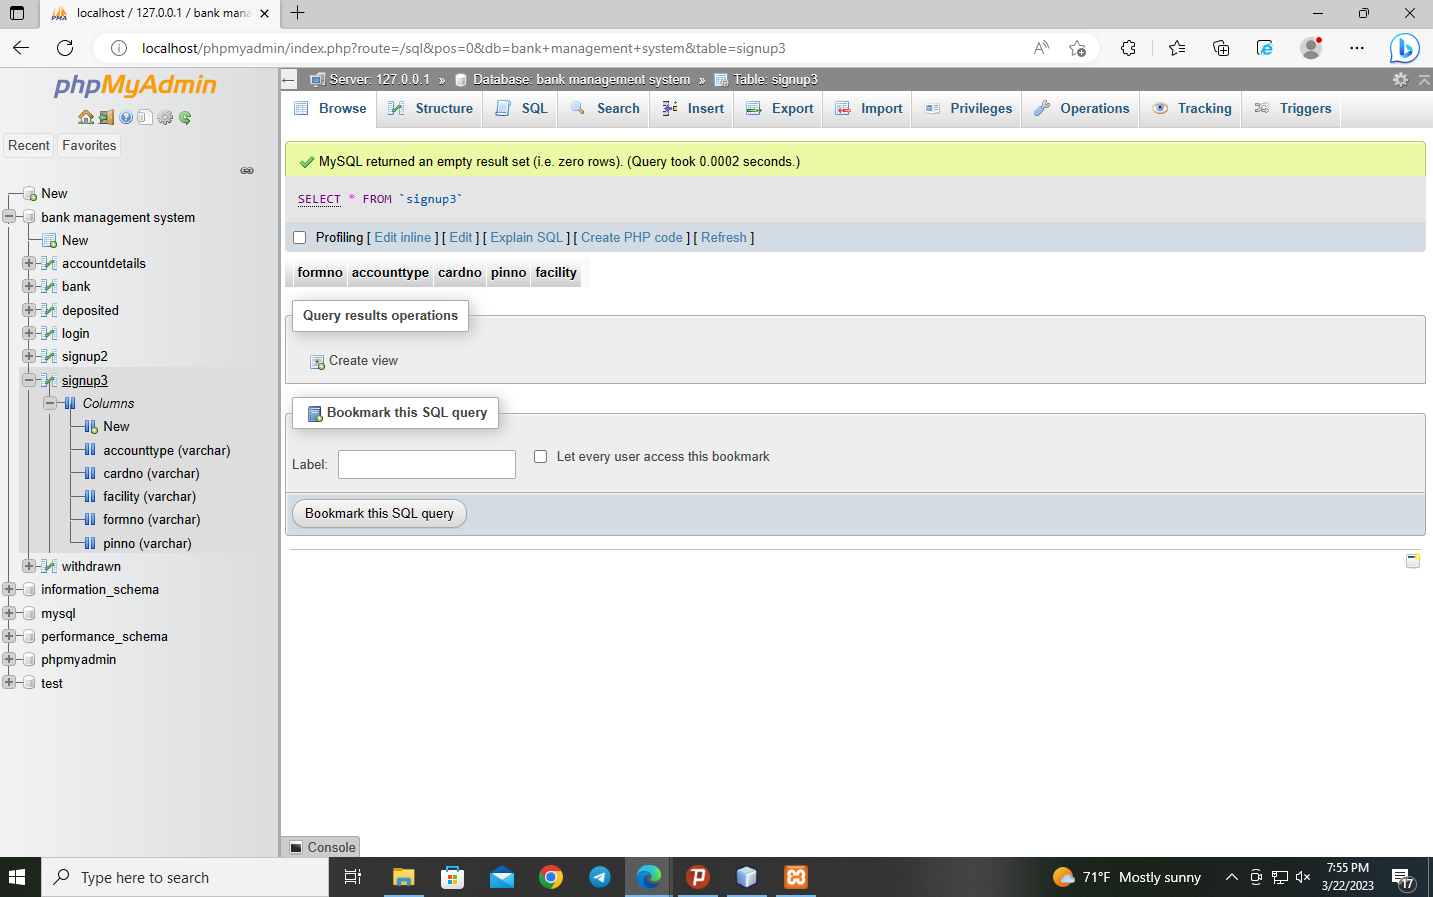 localhost / 127.0.0.1 / bank mana
localhost/phpmyadmin/index.php?route=/sql&pos=0&db=bank+management+system&table=signup3
phpMyAdmin
Recent
Favorites
New
bank management system
New
accountdetails
bank
deposited
login
signup2
signup3
Columns
New
accounttype (varchar)
cardno (varchar)
facility (varchar)
formno (varchar)
pinno (varchar)
withdrawn
information_schema
mysql
performance_schema
phpmyadmin
test
Server: 127.0.0.1 » Database: bank management system » Table: signup3
Browse Structure SQL Search Insert Export Import Privileges Operations Tracking Triggers
MySQL returned an empty result set (i.e. zero rows). (Query took 0.0002 seconds.)
SELECT * FROM `signup3`
Profiling [ Edit inline ] [ Edit ] [ Explain SQL ] [ Create PHP code ] [ Refresh ]
formno accounttype cardno pinno facility
Query results operations
Create view
Bookmark this SQL query
Label:
Let every user access this bookmark
Bookmark this SQL query
Console
Type here to search
71°F Mostly sunny
7:55 PM
3/22/2023
17